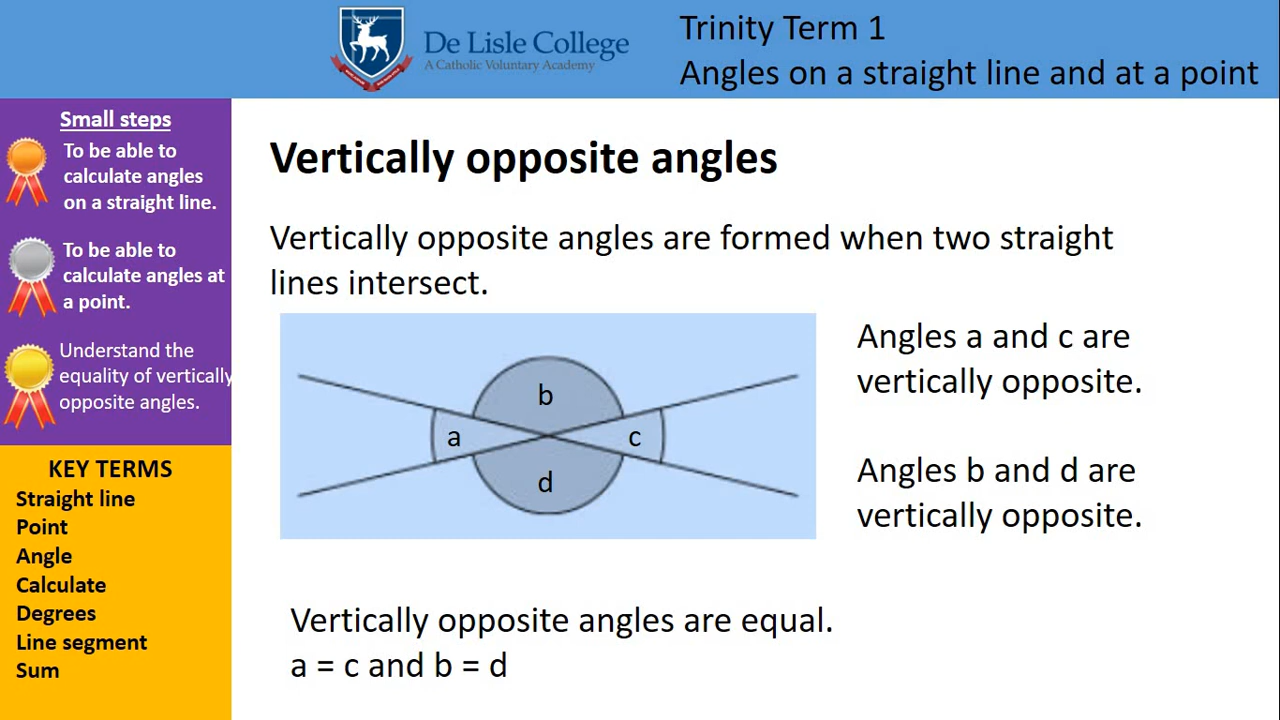 De Lisle College
A Catholic Voluntary Academy
Trinity Term 1
Angles on a straight line and at a point
Small steps
To be able to
calculate angles
on a straight line.
To be able to
calculate angles at
a point.
Understand the
equality of vertically
opposite angles.
KEY TERMS
Straight line
Point
Angle
Calculate
Degrees
Line segment
Sum
Vertically opposite angles
Vertically opposite angles are formed when two straight
lines intersect.
b
a
c
d
Angles a and c are
vertically opposite.
Angles b and d are
vertically opposite.
Vertically opposite angles are equal.
a = c and b = d